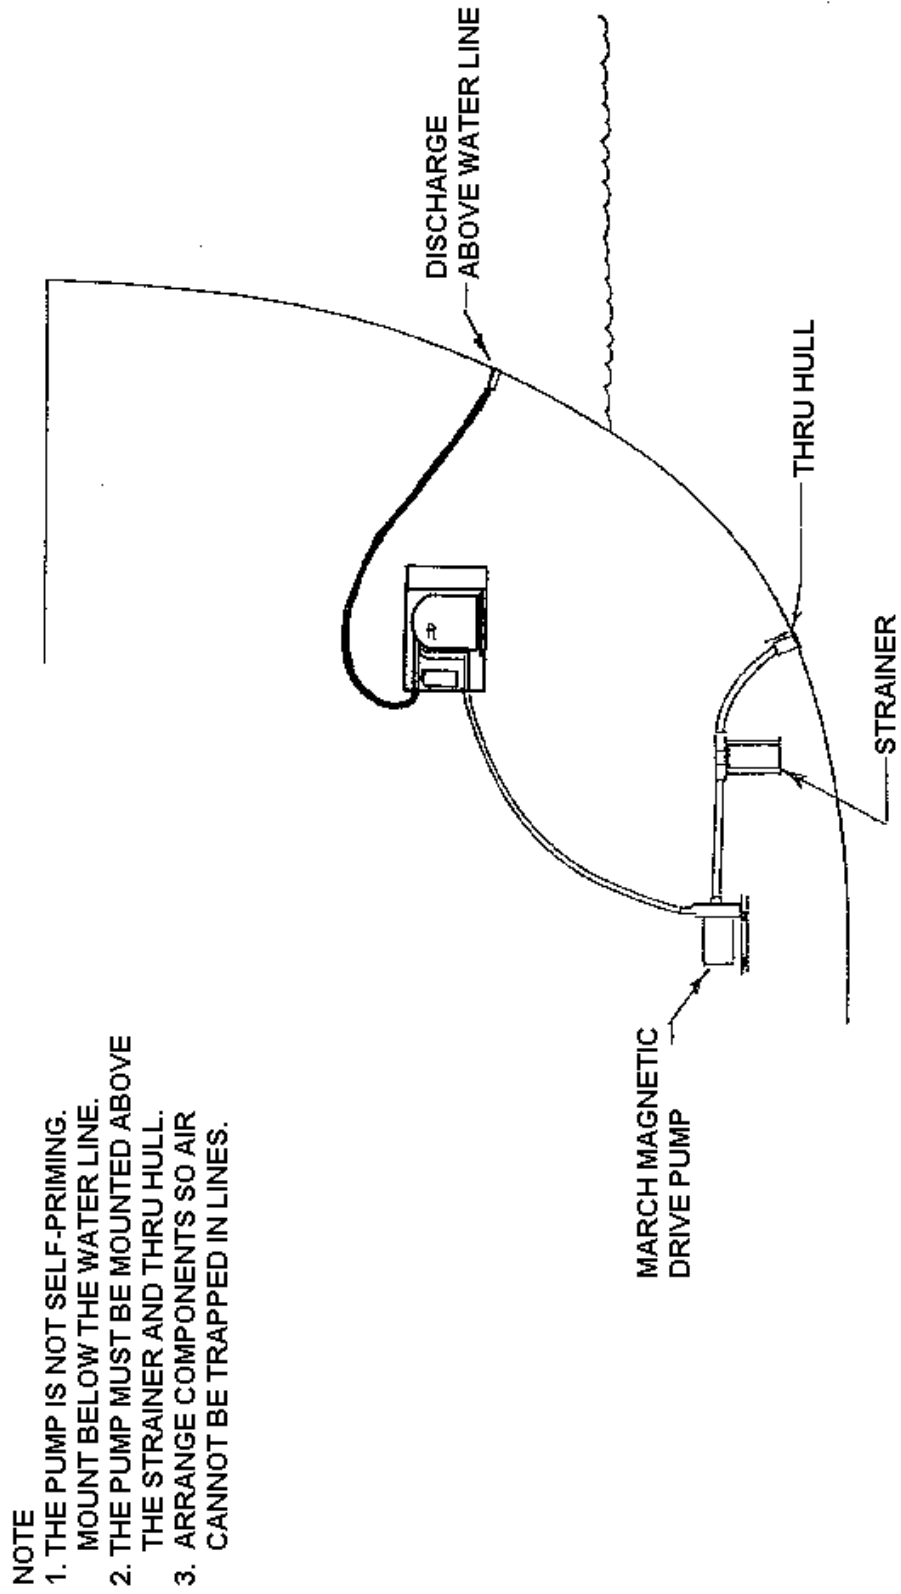 NOTE
1. THE PUMP IS NOT SELF-PRIMING.
MOUNT BELOW THE WATER LINE.
2. THE PUMP MUST BE MOUNTED ABOVE
THE STRAINER AND THRU HULL.
3. ARRANGE COMPONENTS SO AIR
CANNOT BE TRAPPED IN LINES.
DISCHARGE
ABOVE WATER LINE
MARCH MAGNETIC
DRIVE PUMP
THRU HULL
STRAINER